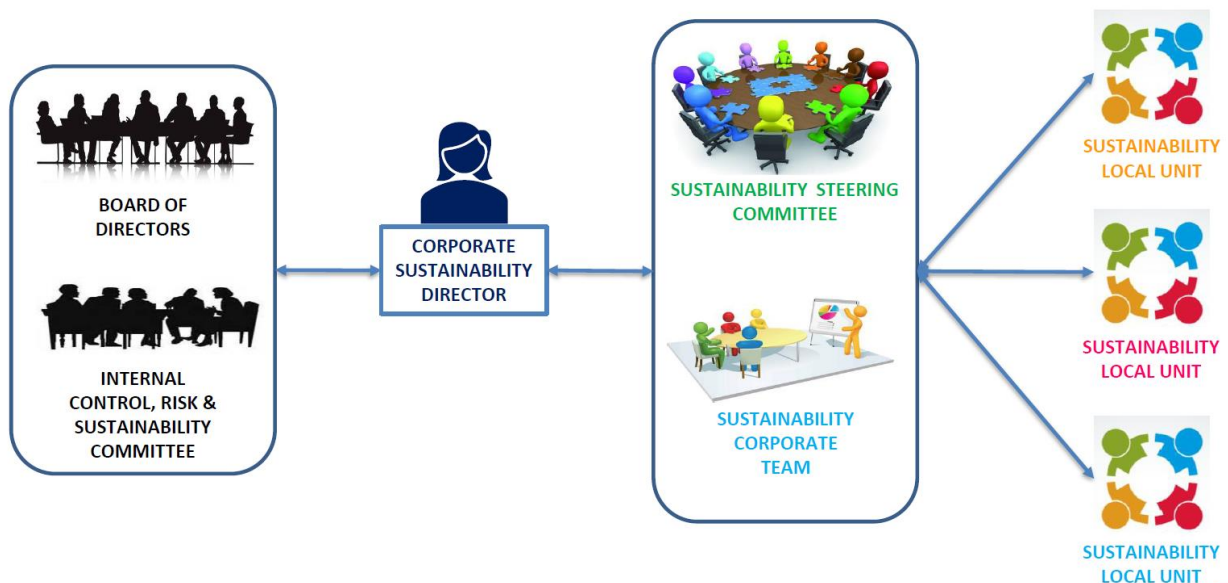 BOARD OF
DIRECTORS
INTERNAL
CONTROL, RISK &
SUSTAINABILITY
COMMITTEE
CORPORATE
SUSTAINABILITY
DIRECTOR
SUSTAINABILITY STEERING
COMMITTEE
SUSTAINABILITY
CORPORATE
TEAM
SUSTAINABILITY
LOCAL UNIT
SUSTAINABILITY
LOCAL UNIT
SUSTAINABILITY
LOCAL UNIT